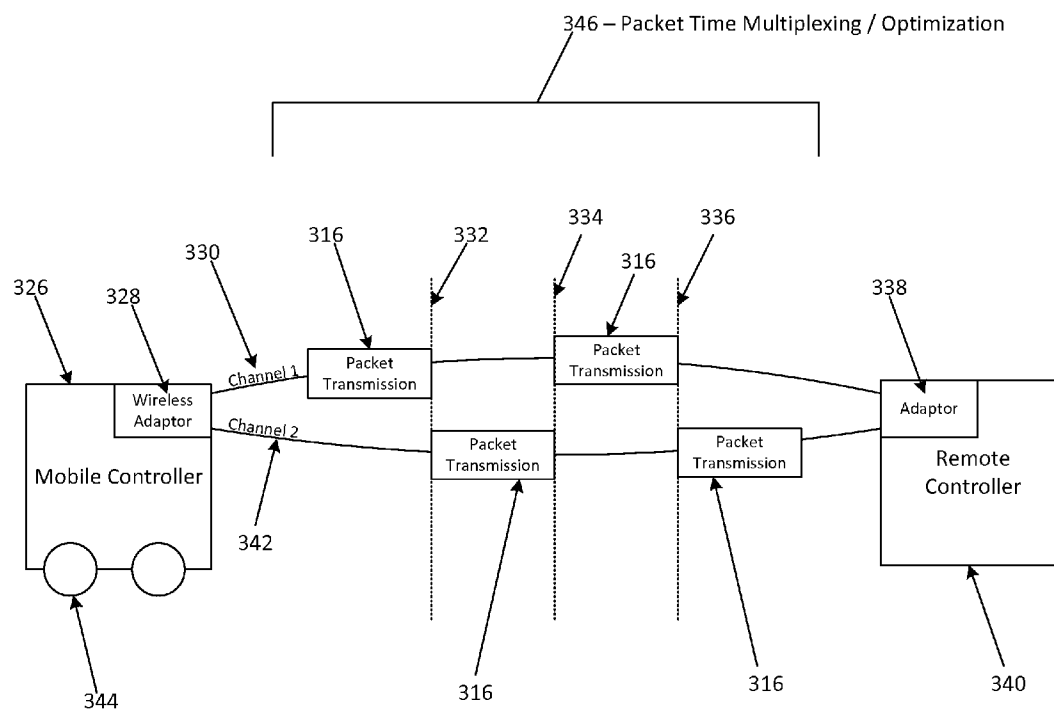 346 – Packet Time Multiplexing / Optimization
334
336
316
332
330
316
326
328
338
Packet
Transmission
Packet
Transmission
Channel 1
Wireless
Adaptor
Adaptor
Channel 2
Packet
Transmission
Packet
Transmission
Mobile Controller
Remote
Controller
342
344
316
316
340